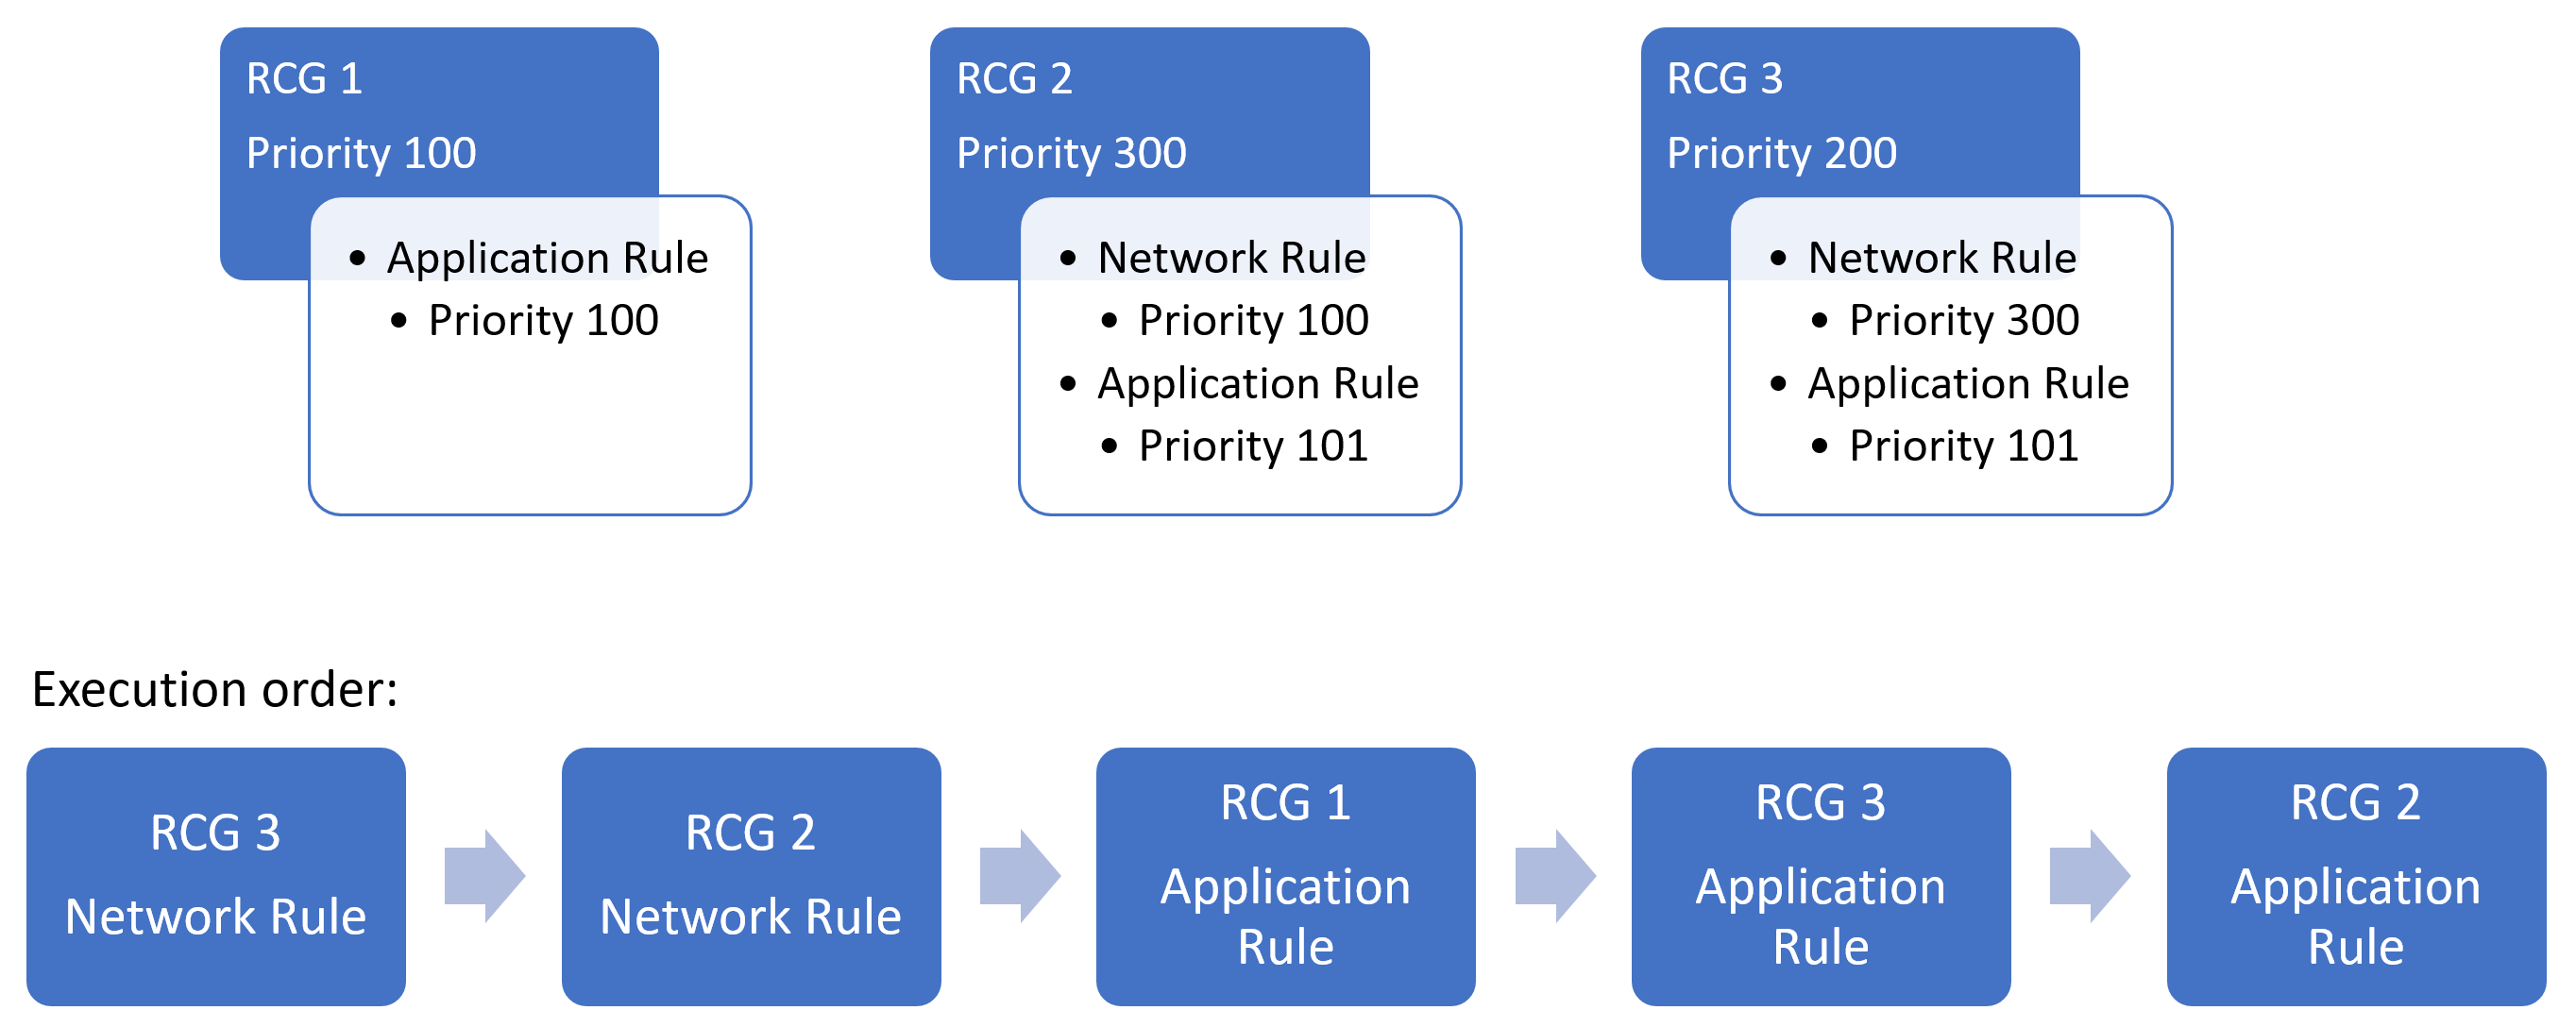 RCG 1
Priority 100
• Application Rule
• Priority 100
RCG 2
Priority 300
• Network Rule
• Priority 100
• Application Rule
• Priority 101
RCG 3
Priority 200
• Network Rule
• Priority 300
• Application Rule
• Priority 101
Execution order:
RCG 3
Network Rule
RCG 2
Network Rule
RCG 1
Application
Rule
RCG 3
Application
Rule
RCG 2
Application
Rule